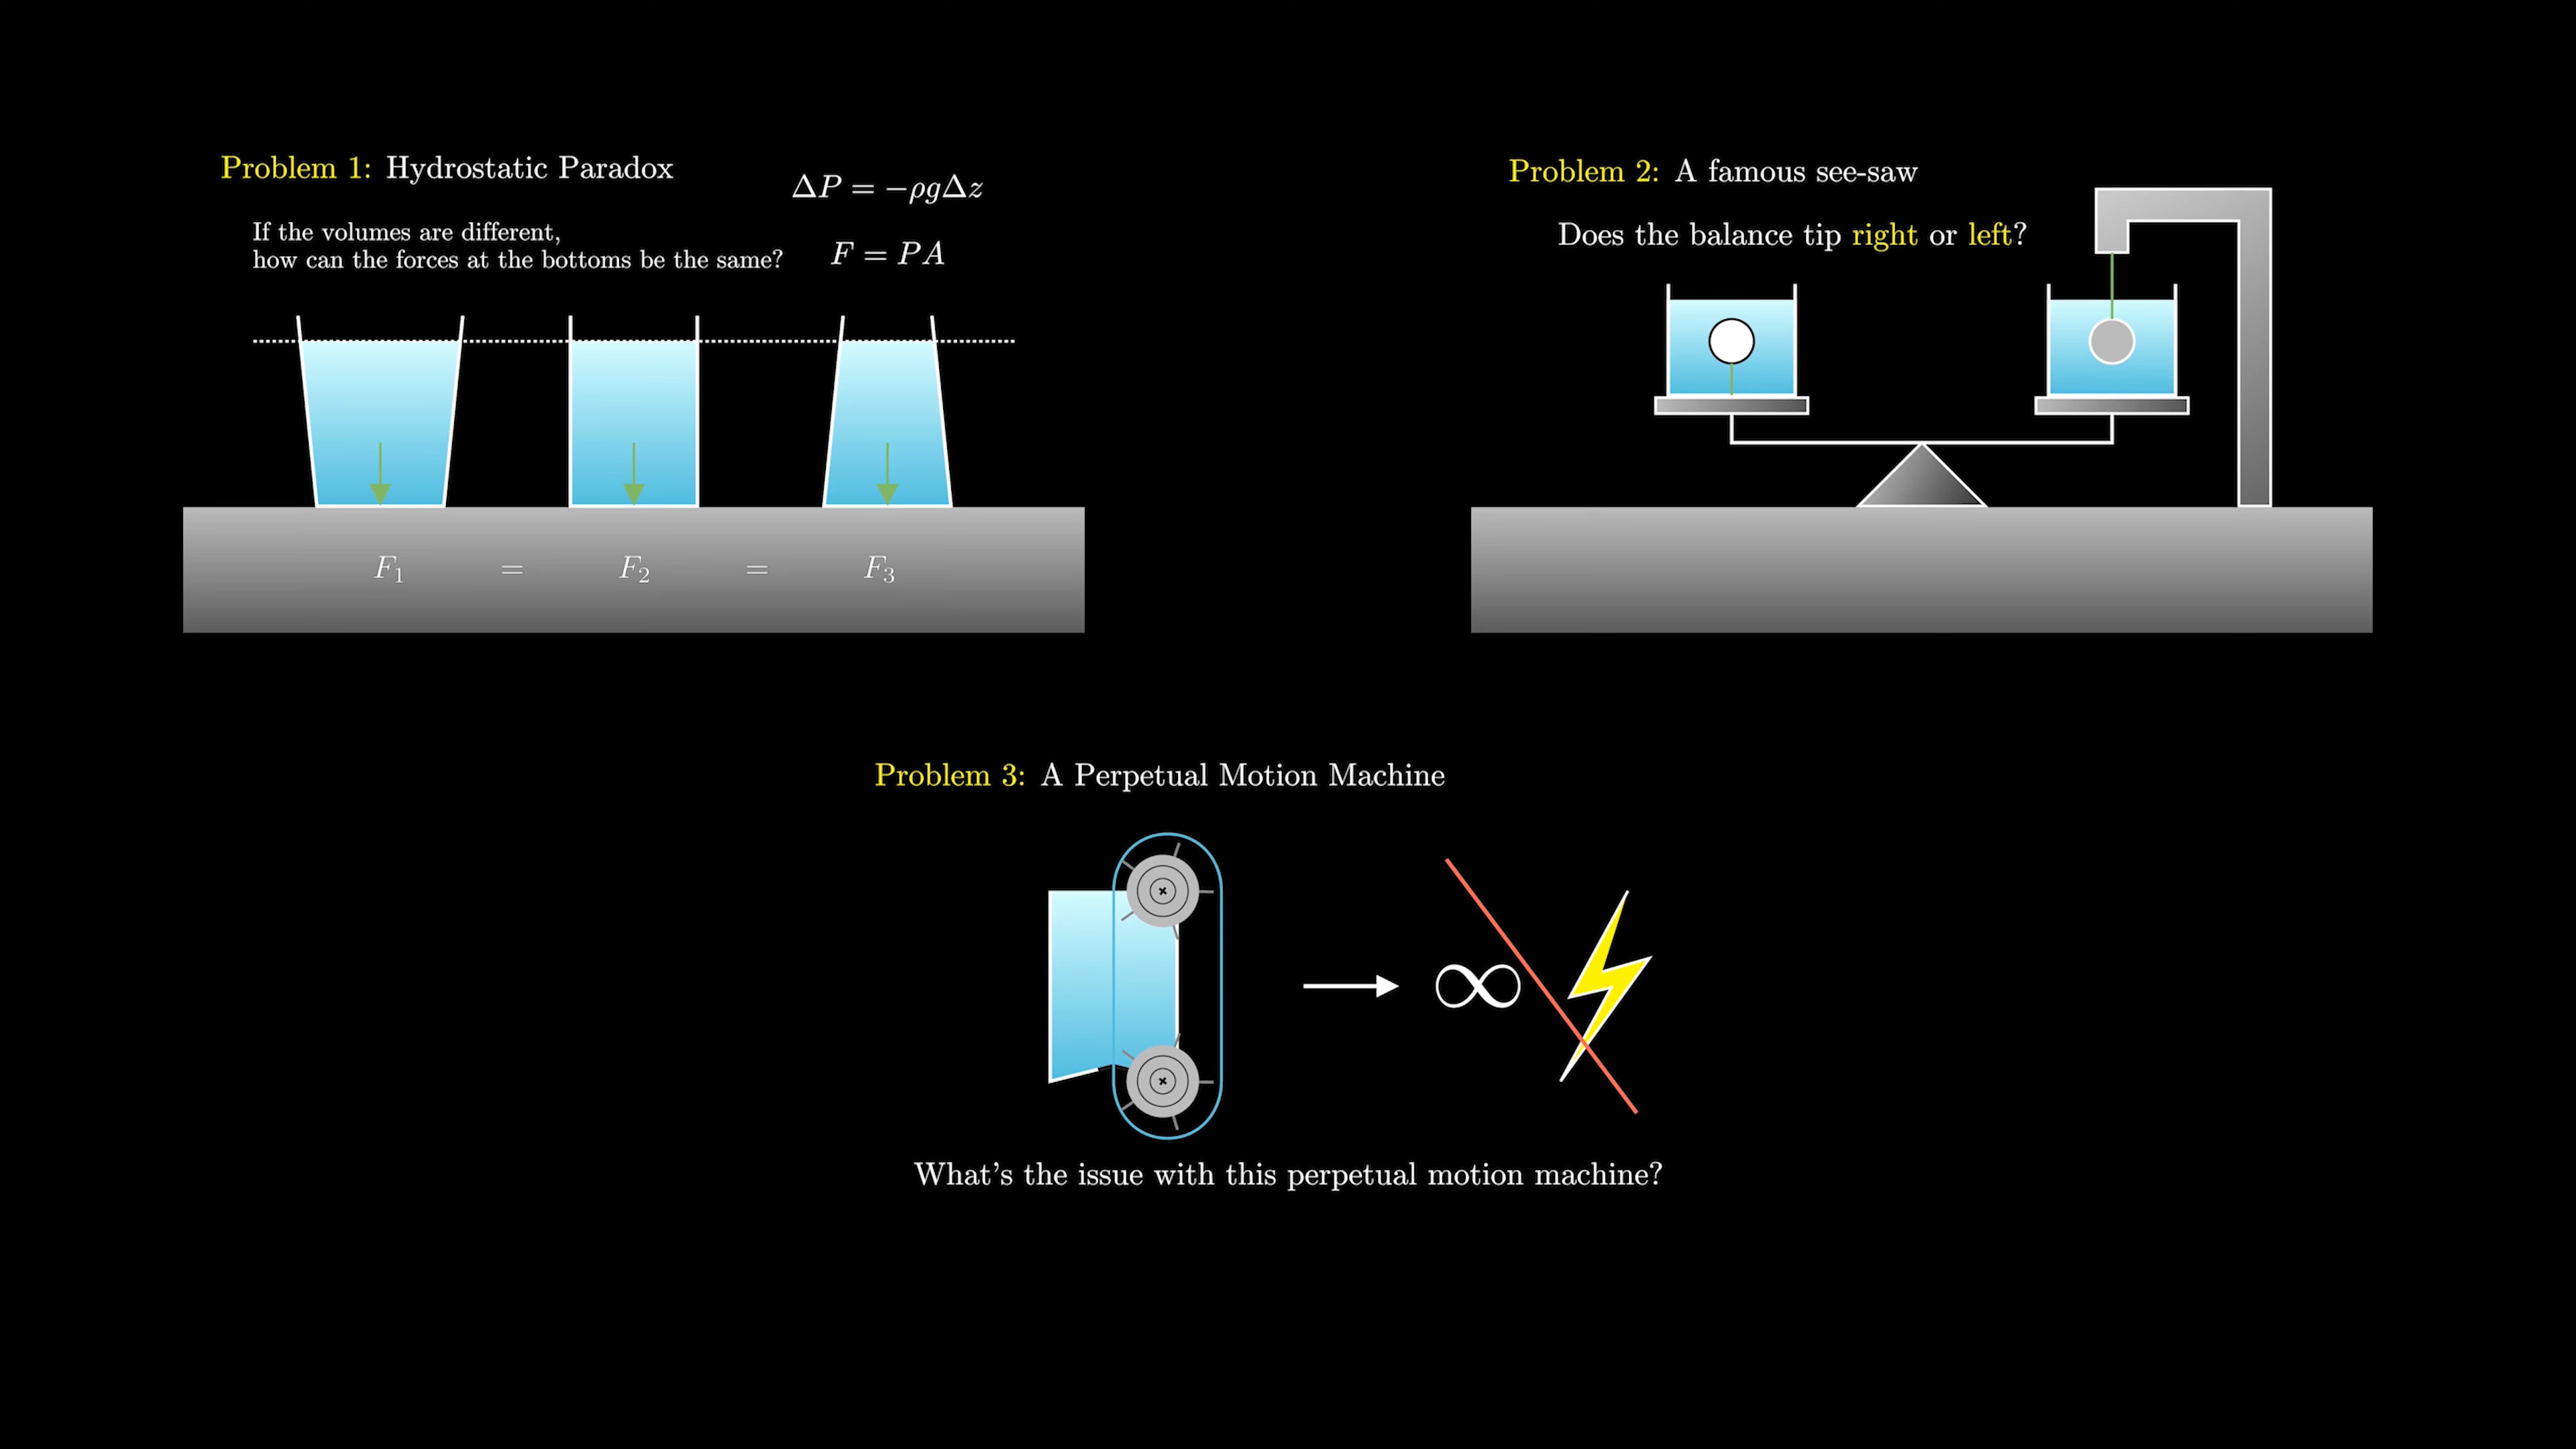 Problem 1: Hydrostatic Paradox
ΔP = −ρgΔz
If the volumes are different,
how can the forces at the bottoms be the same?
F = PA
F₁ = F₂ = F₃
Problem 2: A famous see-saw
Does the balance tip right or left?
Problem 3: A Perpetual Motion Machine
∞
What's the issue with this perpetual motion machine?